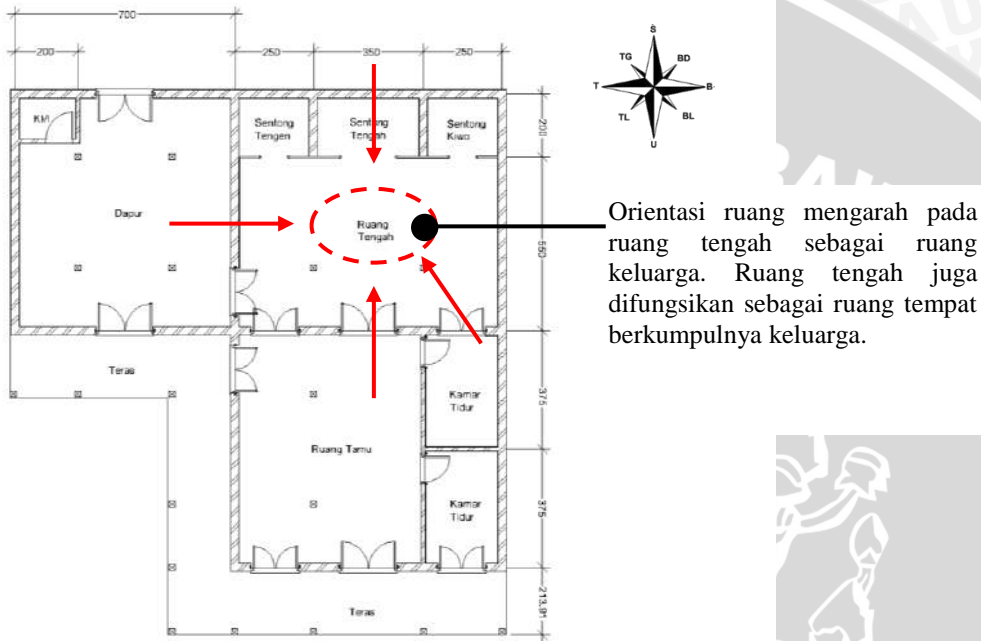 700
200
250
350
250
S
TG
BD
T
B
TL
BL
U
KM
Sentong
Tengen
Sentong
Tengah
Sentong
Kiwo
200
Dapur
Ruang
Tengah
550
Orientasi ruang mengarah pada
ruang tengah sebagai ruang
keluarga. Ruang tengah juga
difungsikan sebagai ruang tempat
berkumpulnya keluarga.
Teras
Kamar
Tidur
375
Ruang Tamu
Kamar
Tidur
375
Teras
213.91